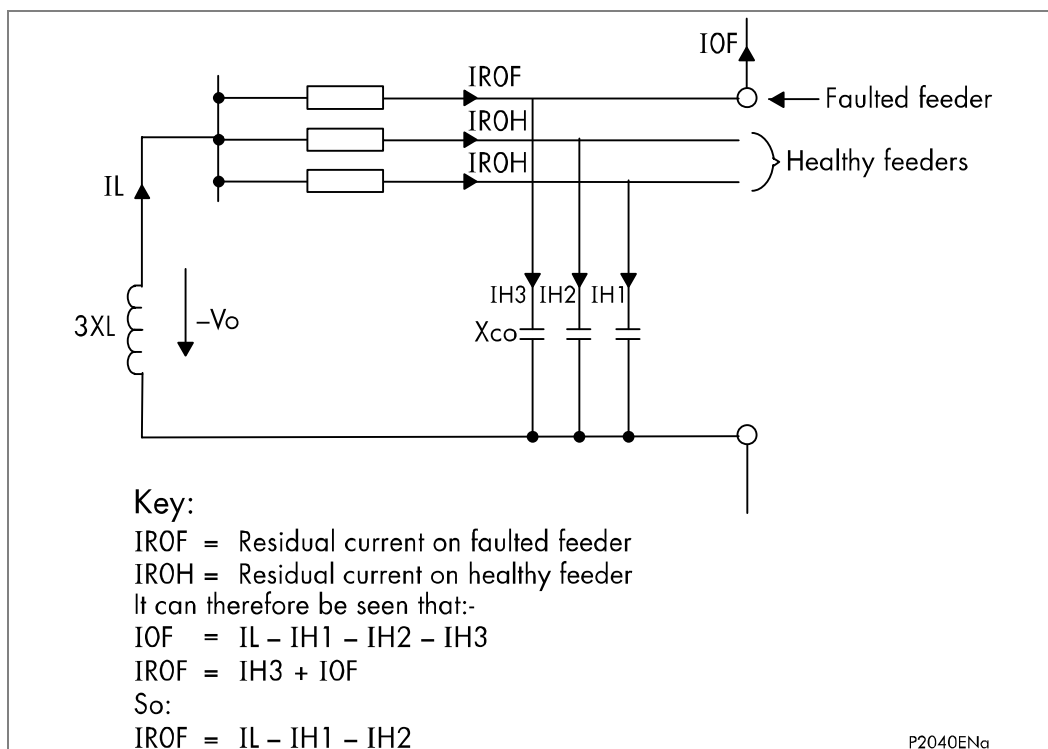 IOF
IROF
Faulted feeder
IROH
IROH
Healthy feeders
IL
IH3 IH2 IH1
3XL
–Vo
Xco
Key:
IROF = Residual current on faulted feeder
IROH = Residual current on healthy feeder
It can therefore be seen that:-
IOF = IL – IH1 – IH2 – IH3
IROF = IH3 + IOF
So:
IROF = IL – IH1 – IH2
P2040ENa